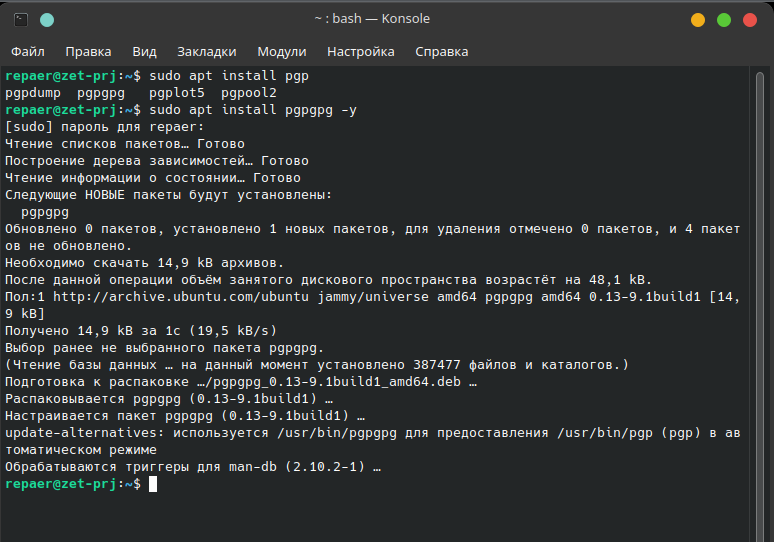 ~ : bash — Konsole
Файл Правка Вид Закладки Модули Настройка Справка
repaer@zet-prj:~$ sudo apt install pgp
pgpdump  pgpgpg   pgplot5  pgpool2
repaer@zet-prj:~$ sudo apt install pgpgpg -y
[sudo] пароль для repaer:
Чтение списков пакетов… Готово
Построение дерева зависимостей… Готово
Чтение информации о состоянии… Готово
Следующие НОВЫЕ пакеты будут установлены:
  pgpgpg
Обновлено 0 пакетов, установлено 1 новых пакетов, для удаления отмечено 0 пакетов, и 4 пакет
ов не обновлено.
Необходимо скачать 14,9 kB архивов.
После данной операции объём занятого дискового пространства возрастёт на 48,1 kB.
Пол:1 http://archive.ubuntu.com/ubuntu jammy/universe amd64 pgpgpg amd64 0.13-9.1build1 [14,
9 kB]
Получено 14,9 kB за 1с (19,5 kB/s)
Выбор ранее не выбранного пакета pgpgpg.
(Чтение базы данных … на данный момент установлено 387477 файлов и каталогов.)
Подготовка к распаковке …/pgpgpg_0.13-9.1build1_amd64.deb …
Распаковывается pgpgpg (0.13-9.1build1) …
Настраивается пакет pgpgpg (0.13-9.1build1) …
update-alternatives: используется /usr/bin/pgpgpg для предоставления /usr/bin/pgp (pgp) в ав
томатическом режиме
Обрабатываются триггеры для man-db (2.10.2-1) …
repaer@zet-prj:~$